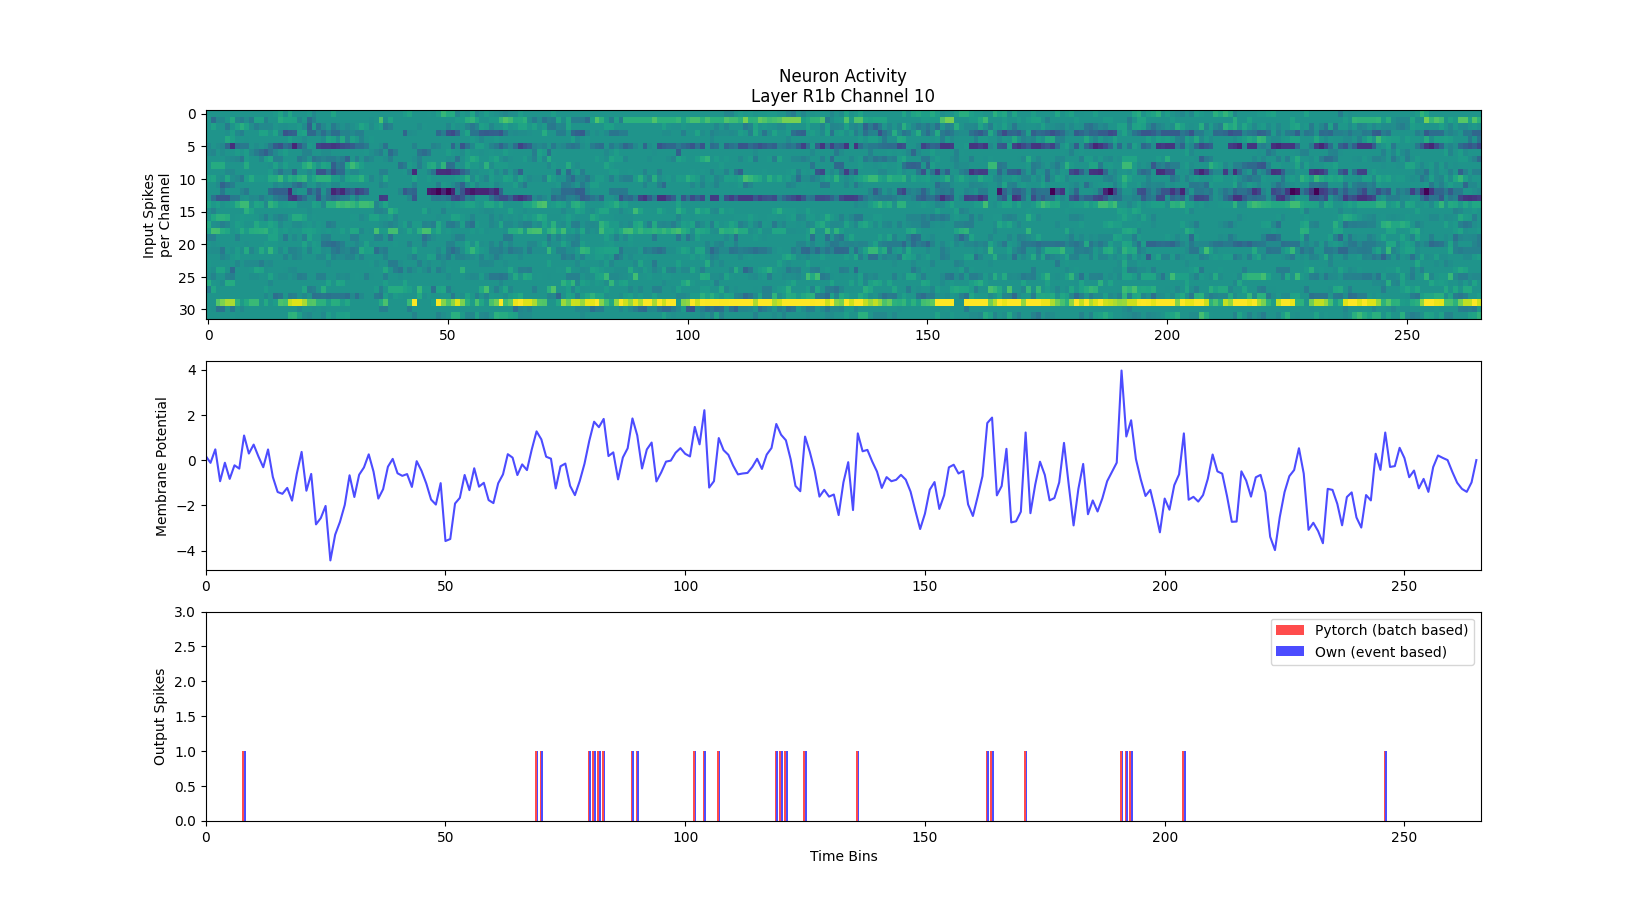 Neuron Activity
Layer R1b Channel 10
Input Spikes
per Channel
0
5
10
15
20
25
30
0 50 100 150 200 250
Membrane Potential
4
2
0
−2
−4
0 50 100 150 200 250
Output Spikes
3.0
2.5
2.0
1.5
1.0
0.5
0.0
Pytorch (batch based)
Own (event based)
0 50 100 150 200 250
Time Bins